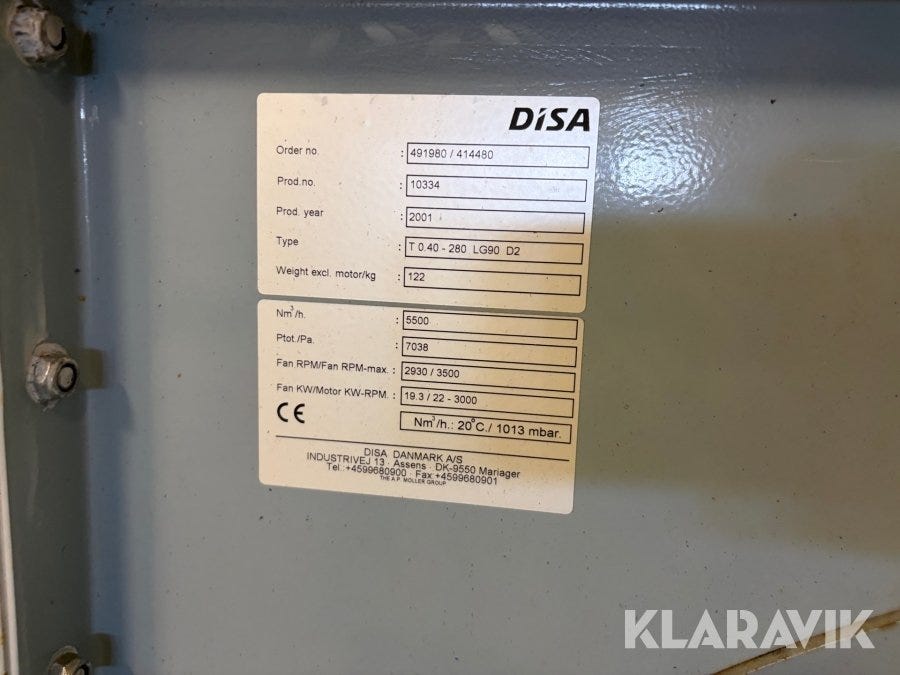 DISA
Order no. : 491980 / 414480
Prod.no. : 10334
Prod. year : 2001
Type : T 0.40 - 280 LG90 D2
Weight excl. motor/kg : 122
Nm³/h. : 5500
Ptot./Pa. : 7038
Fan RPM/Fan RPM-max. : 2930 / 3500
Fan KW/Motor KW-RPM. : 19.3 / 22 - 3000
CE
Nm³/h.: 20°C./ 1013 mbar.
DISA DANMARK A/S
INDUSTRIVEJ 13 · Assens · DK-9550 Mariager
Tel.:+4599680900 · Fax:+4599680901
THE A.P. MOLLER GROUP
KLARAVIK